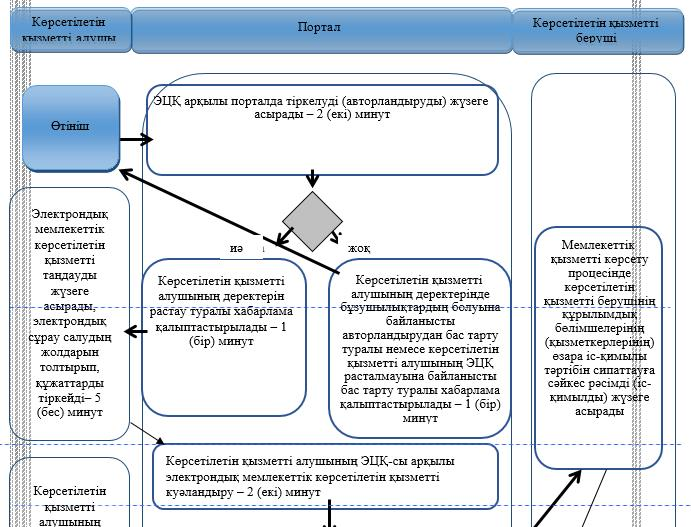 Көрсетілетін
қызметті алушы
Портал
Көрсетілетін қызметті
беруші
Өтініш
ЭЦҚ арқылы порталда тіркелуді (авторландыруды) жүзеге
асырады – 2 (екі) минут
иә
жоқ
Электрондық
мемлекеттік
көрсетілетін
қызметті
таңдауды
жүзеге
асырады,
электрондық
сұрау салудың
жолдарын
толтырып,
құжаттарды
тіркейді– 5
(бес) минут
Көрсетілетін қызметті
алушының деректерін
растау туралы хабарлама
қалыптастырылады – 1
(бір) минут
Көрсетілетін қызметті
алушының деректерінде
бұзушылықтардың болуына
байланысты
авторландырудан бас тарту
туралы немесе көрсетілетін
қызметті алушының ЭЦҚ
расталмауына байланысты
бас тарту туралы хабарлама
қалыптастырылады – 1 (бір)
минут
Мемлекеттік
қызметті көрсету
процесінде
көрсетілетін
қызметті берушінің
құрылымдық
бөлімшелерінің
(қызметкерлерінің)
өзара іс-қимылы
тәртібін сипаттауға
сәйкес рәсімді (іс-
қимылды) жүзеге
асырады
Көрсетілетін қызметті алушының ЭЦҚ-сы арқылы
электрондық мемлекеттік көрсетілетін қызметті
куәландыру – 2 (екі) минут
Көрсетілетін
қызметті
алушының